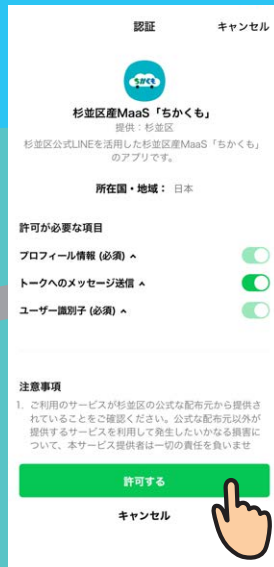 認証 キャンセル
ちかくも
杉並区産MaaS「ちかくも」
提供：杉並区
杉並区公式LINEを活用した杉並区産MaaS「ちかくも」
のアプリです。
所在国・地域： 日本
許可が必要な項目
プロフィール情報 (必須)
トークへのメッセージ送信
ユーザー識別子 (必須)
注意事項
1. ご利用のサービスが杉並区の公式な配布元から提供さ
れていることをご確認ください。公式な配布元以外が
提供するサービスを利用して発生したいかなる損害に
ついて、本サービス提供者は一切の責任を負いませ
許可する
キャンセル